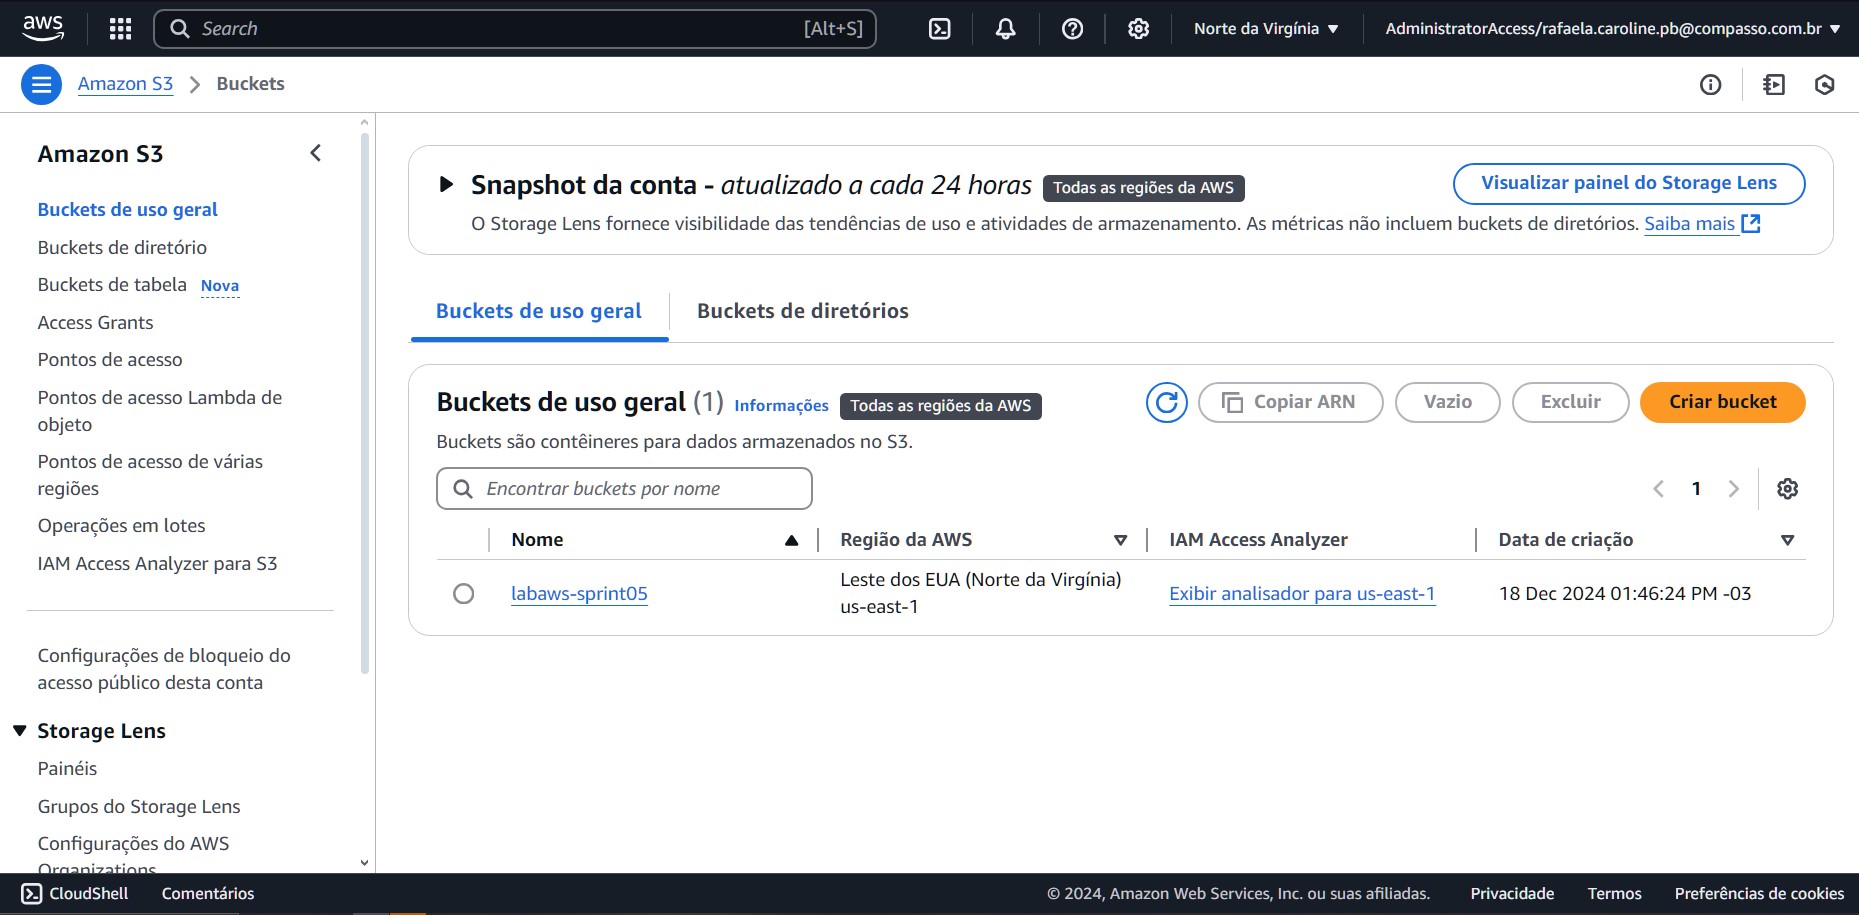 aws
Search [Alt+S]
Norte da Virgínia
AdministratorAccess/rafaela.caroline.pb@compasso.com.br
Amazon S3
Buckets
Amazon S3
Buckets de uso geral
Buckets de diretório
Buckets de tabela Nova
Access Grants
Pontos de acesso
Pontos de acesso Lambda de
objeto
Pontos de acesso de várias
regiões
Operações em lotes
IAM Access Analyzer para S3
Configurações de bloqueio do
acesso público desta conta
Storage Lens
Painéis
Grupos do Storage Lens
Configurações do AWS
Organizations
Snapshot da conta - atualizado a cada 24 horas Todas as regiões da AWS
Visualizar painel do Storage Lens
O Storage Lens fornece visibilidade das tendências de uso e atividades de armazenamento. As métricas não incluem buckets de diretórios. Saiba mais
Buckets de uso geral
Buckets de diretórios
Buckets de uso geral (1) Informações Todas as regiões da AWS
Copiar ARN
Vazio
Excluir
Criar bucket
Buckets são contêineres para dados armazenados no S3.
Encontrar buckets por nome
1
Nome
Região da AWS
IAM Access Analyzer
Data de criação
labaws-sprint05
Leste dos EUA (Norte da Virgínia)
us-east-1
Exibir analisador para us-east-1
18 Dec 2024 01:46:24 PM -03
CloudShell
Comentários
© 2024, Amazon Web Services, Inc. ou suas afiliadas.
Privacidade
Termos
Preferências de cookies